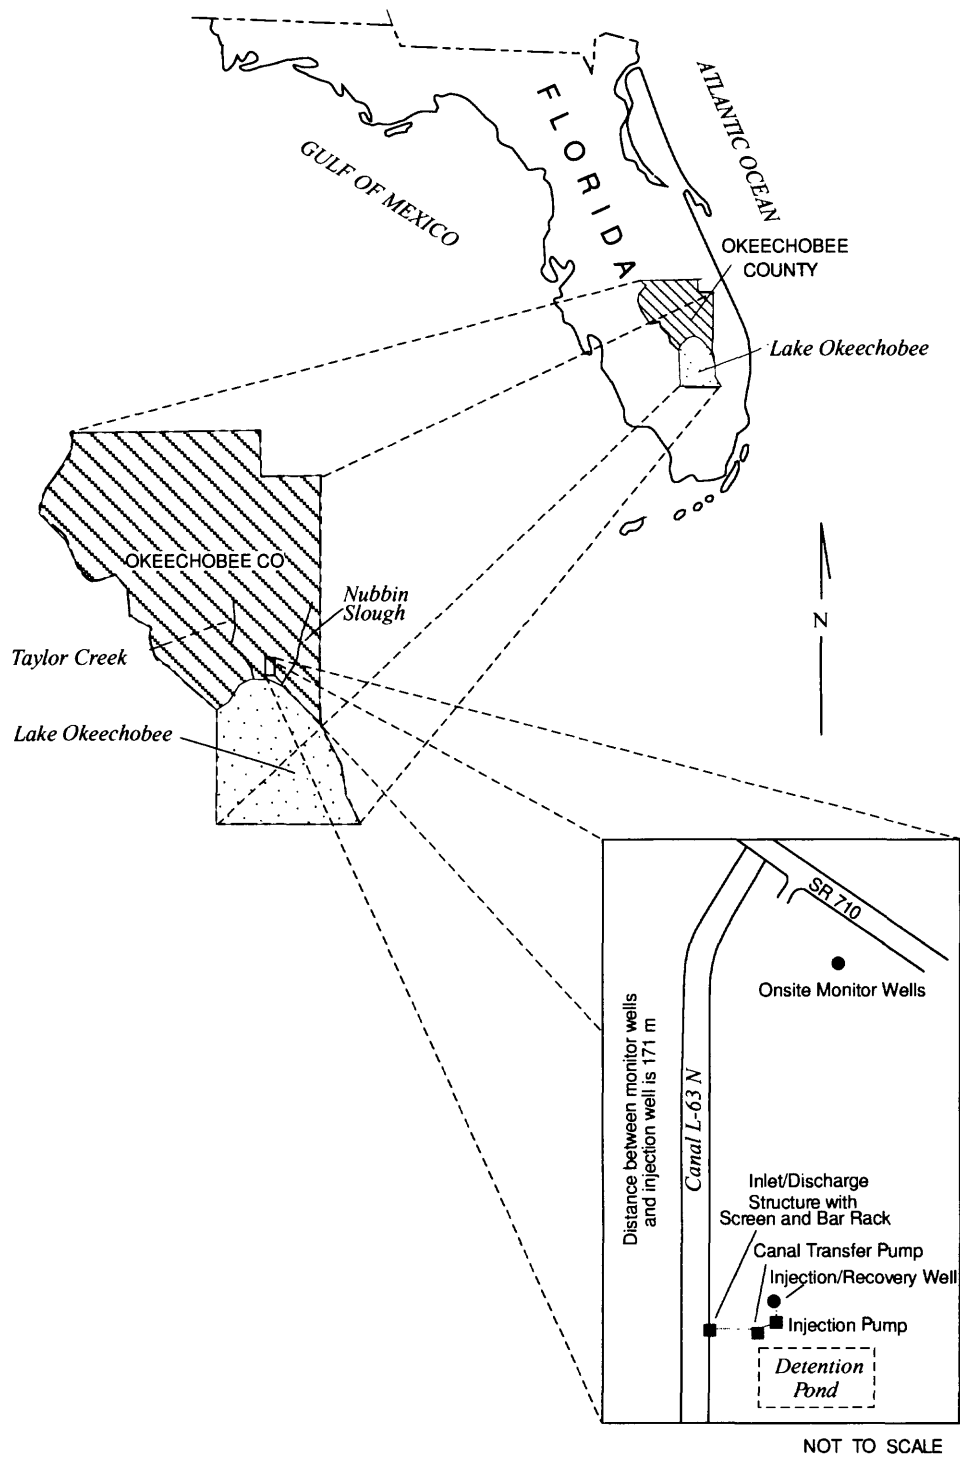 FLORIDA
ATLANTIC OCEAN
GULF OF MEXICO
OKEECHOBEE
COUNTY
Lake Okeechobee
OKEECHOBEE CO
Nubbin
Slough
Taylor Creek
Lake Okeechobee
N
SR 710
Onsite Monitor Wells
Distance between monitor wells
and injection well is 171 m
Canal L-63 N
Inlet/Discharge
Structure with
Screen and Bar Rack
Canal Transfer Pump
Injection/Recovery Well
Injection Pump
Detention
Pond
NOT TO SCALE